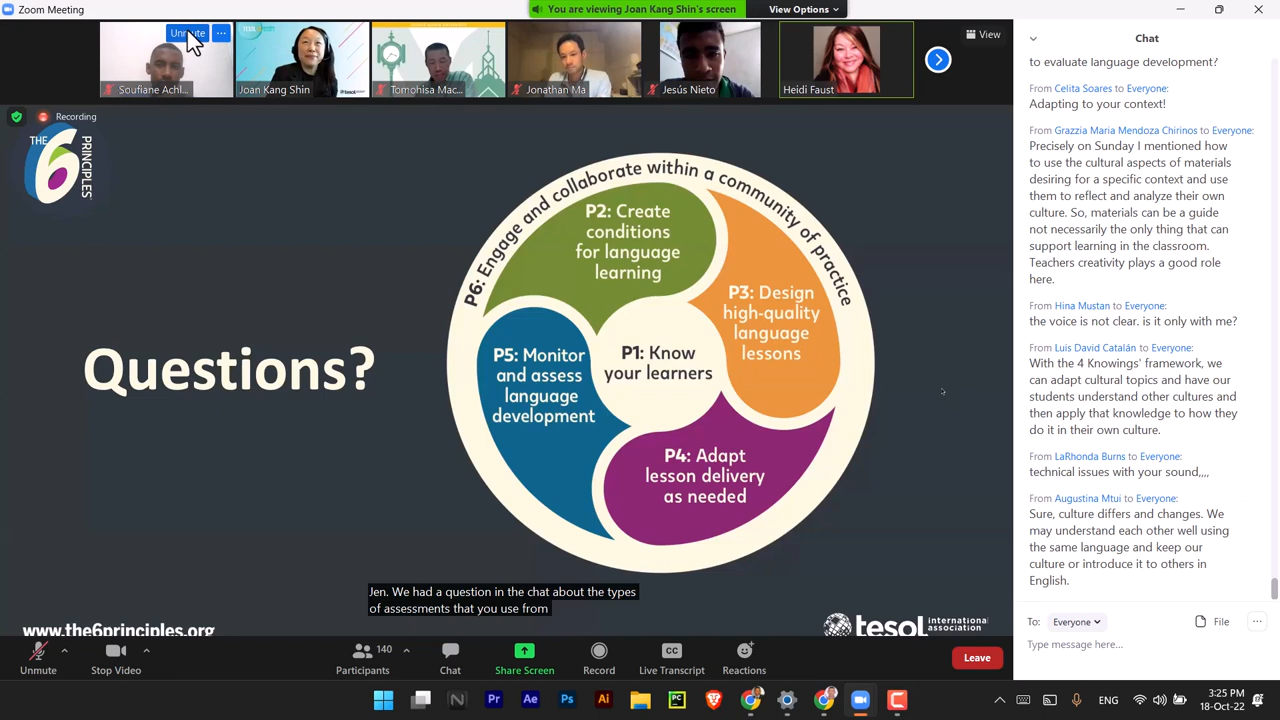 Zoom Meeting
You are viewing Joan Kang Shin's screen
View Options
Unmute
...
Soufiane Achl...
Joan Kang Shin
Tomohisa Mac...
Jonathan Ma
Jesús Nieto
Heidi Faust
View
Recording
THE 6 PRINCIPLES
Questions?
P6: Engage and collaborate within a community of practice
P2: Create
conditions
for language
learning
P3: Design
high-quality
language
lessons
P1: Know
your learners
P5: Monitor
and assess
language
development
P4: Adapt
lesson delivery
as needed
Jen. We had a question in the chat about the types
of assessments that you use from
www.the6principles.org
tesol international
association
Unmute
Stop Video
Participants
140
Chat
Share Screen
Record
CC
Live Transcript
Reactions
Leave
Chat
to evaluate language development?
From Celita Soares to Everyone:
Adapting to your context!
From Grazzia Maria Mendoza Chirinos to Everyone:
Precisely on Sunday I mentioned how
to use the cultural aspects of materials
desiring for a specific context and use
them to reflect and analyze their own
culture. So, materials can be a guide
not necessarily the only thing that can
support learning in the classroom.
Teachers creativity plays a good role
here.
From Hina Mustan to Everyone:
the voice is not clear. is it only with me?
From Luis David Catalán to Everyone:
With the 4 Knowings' framework, we
can adapt cultural topics and have our
students understand other cultures and
then apply that knowledge to how they
do it in their own culture.
From LaRhonda Burns to Everyone:
technical issues with your sound,,,,
From Augustina Mtui to Everyone:
Sure, culture differs and changes. We
may understand each other well using
the same language and keep our
culture or introduce it to others in
English.
To: Everyone
File
...
Type message here...
N
Pr
Ae
Ps
Ai
PC
ENG
3:25 PM
18-Oct-22